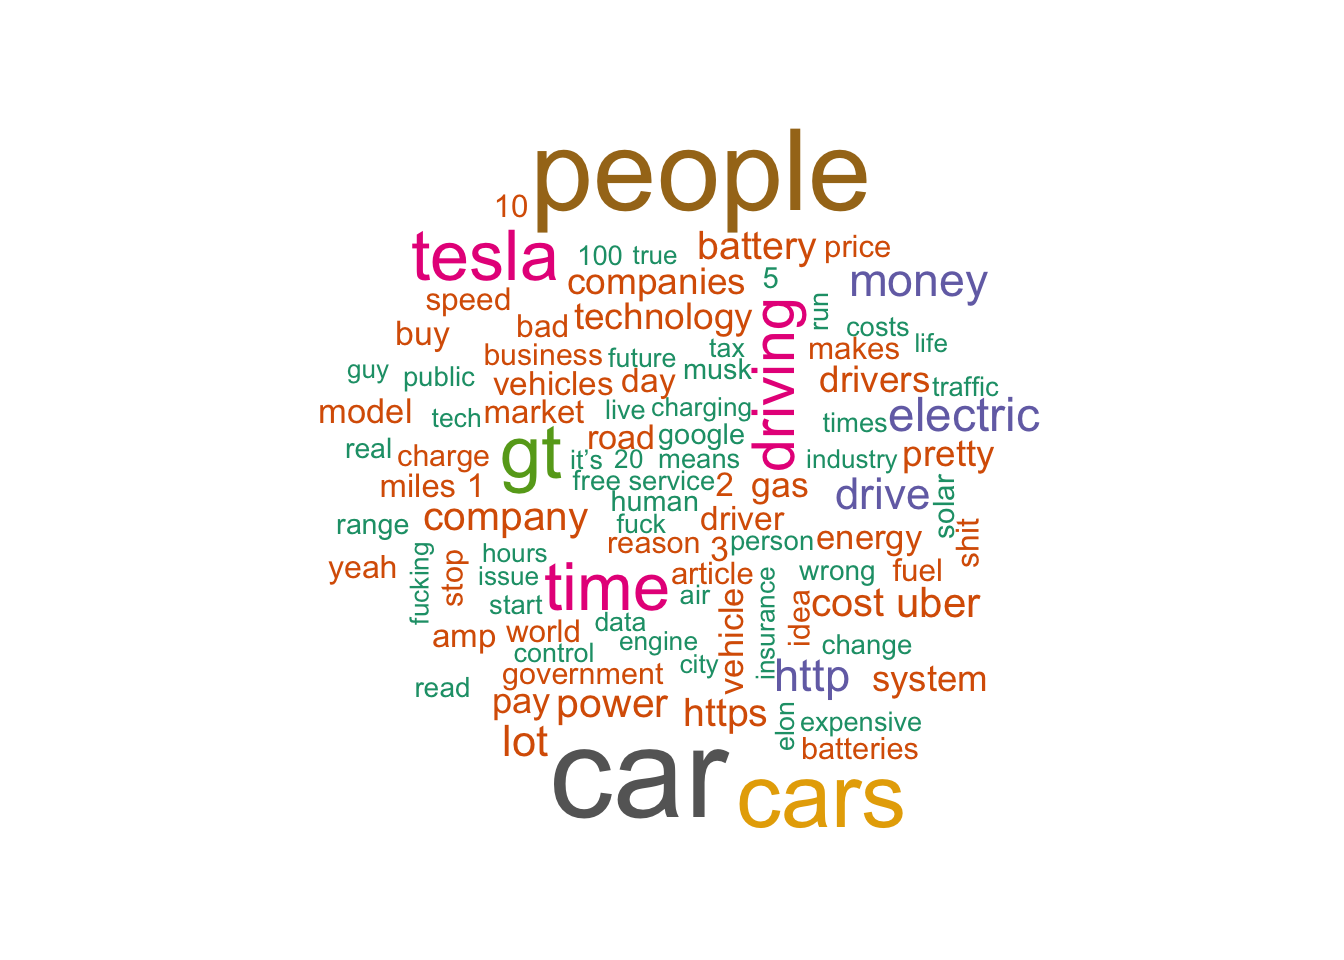 people
10
tesla
100 true
battery price
companies
5
money
speed
technology
driving
run
buy
bad
costs
tax
makes
life
business
future
guy
public
vehicles
day
musk
drivers
traffic
model
tech
market
live
charging
times
electric
real
charge
gt
it's
20
road
google
means
industry
pretty
miles
1
free
service
2
gas
drive
solar
range
company
human
fuck
driver
shit
yeah
fucking
stop
hours
reason
3
person
energy
issue
time
article
wrong
fuel
start
air
vehicle
insurance
idea
cost
uber
amp
world
data
engine
change
control
city
read
government
http
system
pay
power
https
elon
expensive
lot
batteries
car
cars